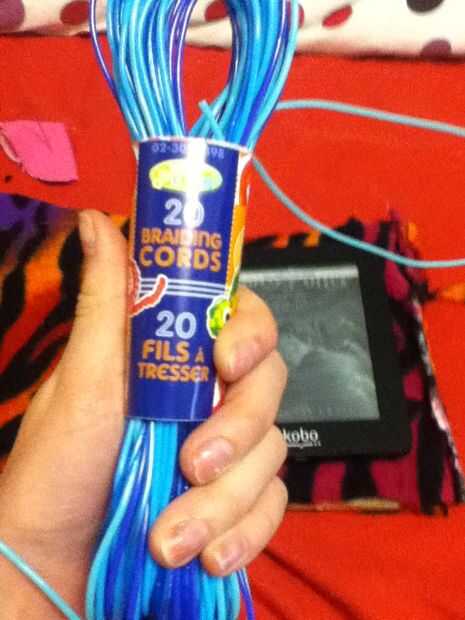 20
BRAIDING
CORDS
20
FILS À
TRESSER
kobo